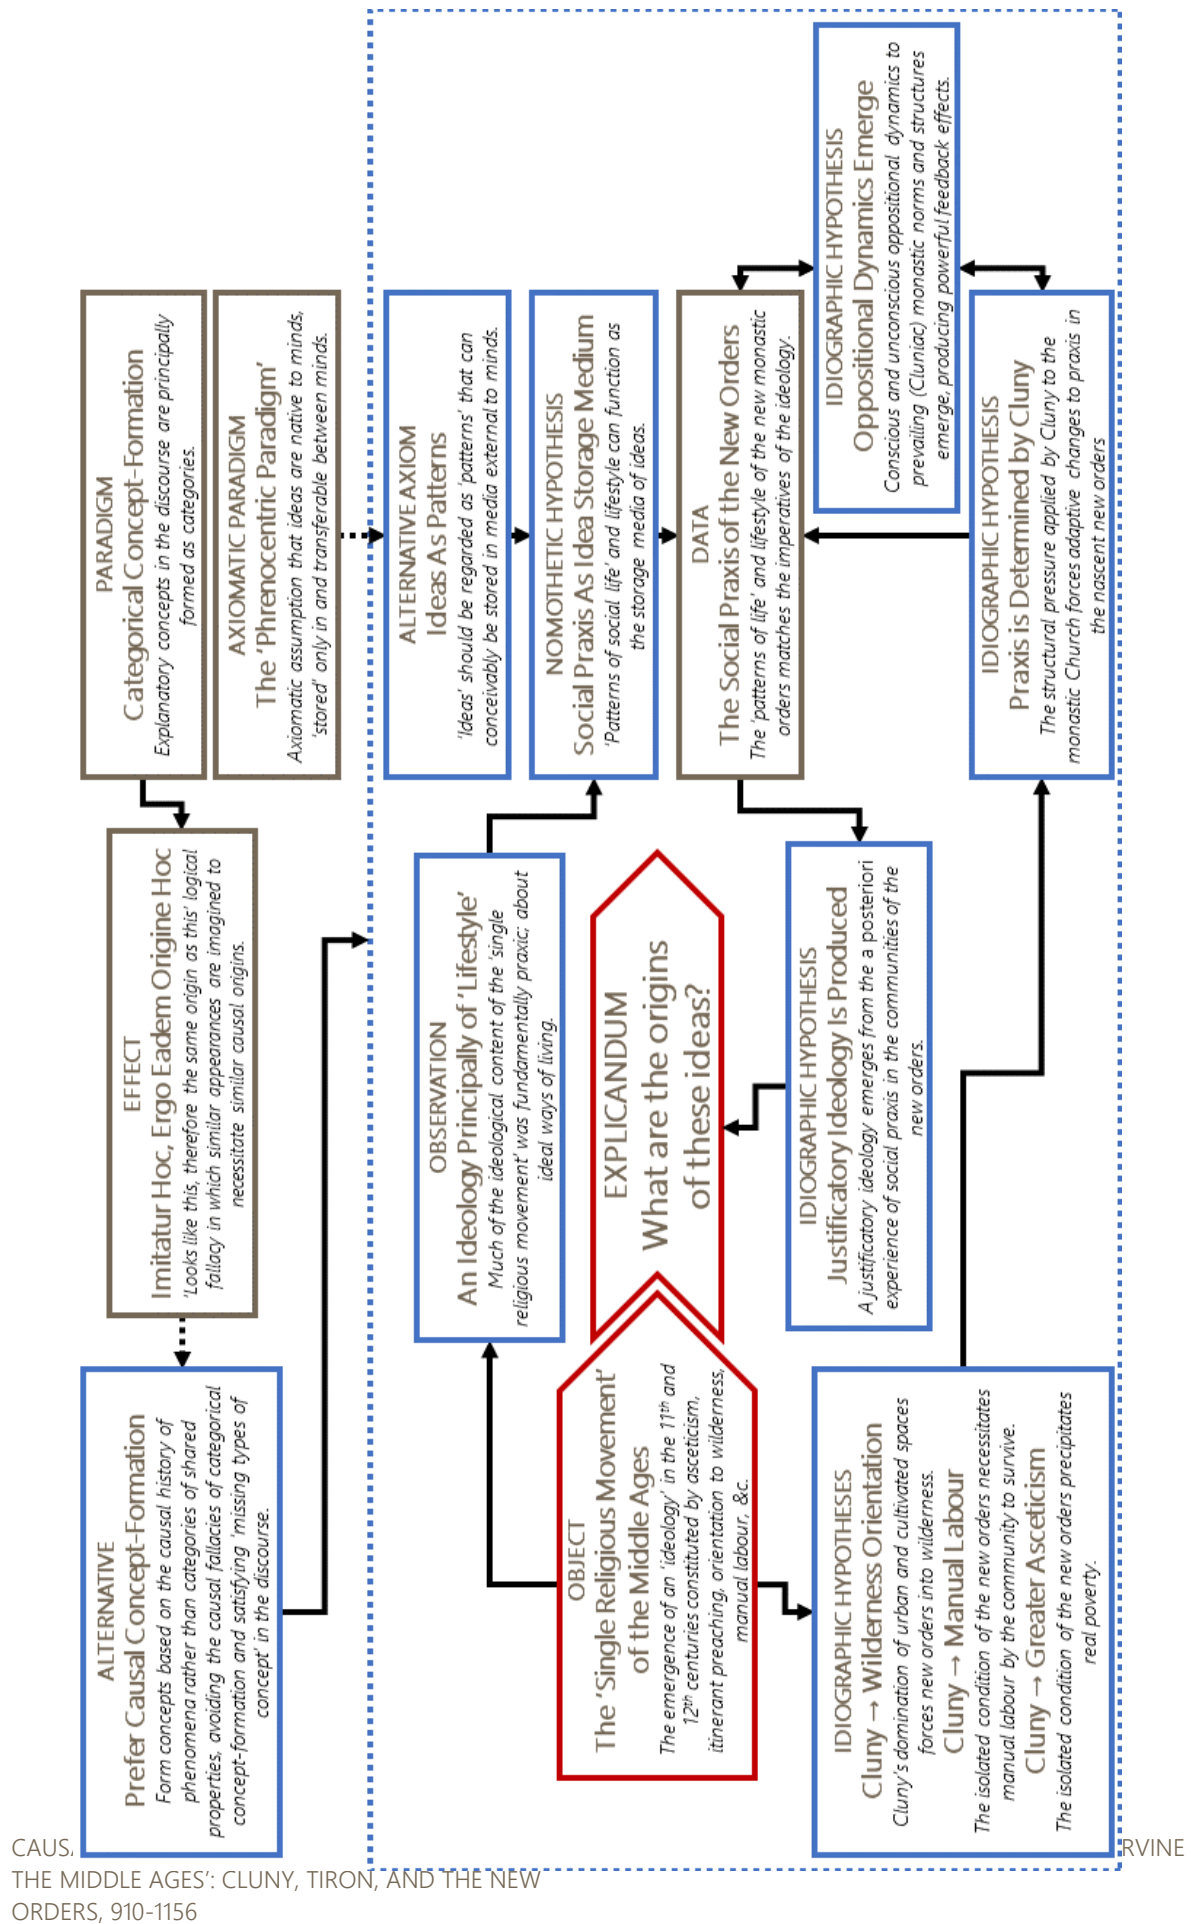 PARADIGM
Categorical Concept-Formation
Explanatory concepts in the discourse are principally
formed as categories.
AXIOMATIC PARADIGM
The ‘Phrenocentric Paradigm’
Axiomatic assumption that ideas are native to minds,
‘stored’ only in and transferable between minds.
EFFECT
Imitatur Hoc, Ergo Eadem Origine Hoc
‘Looks like this, therefore the same origin as this’ logical
fallacy in which similar appearances are imagined to
necessitate similar causal origins.
ALTERNATIVE
Prefer Causal Concept-Formation
Form concepts based on the causal history of
phenomena rather than categories of shared
properties, avoiding the causal fallacies of categorical
concept-formation and satisfying ‘missing types of
concept’ in the discourse.
ALTERNATIVE AXIOM
Ideas As Patterns
‘Ideas’ should be regarded as ‘patterns’ that can
conceivably be stored in media external to minds.
NOMOTHETIC HYPOTHESIS
Social Praxis As Idea Storage Medium
‘Patterns of social life’ and lifestyle can function as
the storage media of ideas.
DATA
The Social Praxis of the New Orders
The ‘patterns of life’ and lifestyle of the new monastic
orders matches the imperatives of the ideology.
IDIOGRAPHIC HYPOTHESIS
Oppositional Dynamics Emerge
Conscious and unconscious oppositional dynamics to
prevailing (Cluniac) monastic norms and structures
emerge, producing powerful feedback effects.
IDIOGRAPHIC HYPOTHESIS
Praxis is Determined by Cluny
The structural pressure applied by Cluny to the
monastic Church forces adaptive changes to praxis in
the nascent new orders
OBSERVATION
An Ideology Principally of ‘Lifestyle’
Much of the ideological content of the ‘single
religious movement’ was fundamentally praxic; about
ideal ways of living.
EXPLICANDUM
What are the origins
of these ideas?
IDIOGRAPHIC HYPOTHESIS
Justificatory Ideology Is Produced
A justificatory ideology emerges from the a posteriori
experience of social praxis in the communities of the
new orders.
OBJECT
The ‘Single Religious Movement’
of the Middle Ages
The emergence of an ‘ideology’ in the 11th and
12th centuries constituted by asceticism,
itinerant preaching, orientation to wilderness,
manual labour, &c.
IDIOGRAPHIC HYPOTHESES
Cluny → Wilderness Orientation
Cluny’s domination of urban and cultivated spaces
forces new orders into wilderness.
Cluny → Manual Labour
The isolated condition of the new orders necessitates
manual labour by the community to survive.
Cluny → Greater Asceticism
The isolated condition of the new orders precipitates
real poverty.
RVINE
THE MIDDLE AGES’: CLUNY, TIRON, AND THE NEW
ORDERS, 910-1156